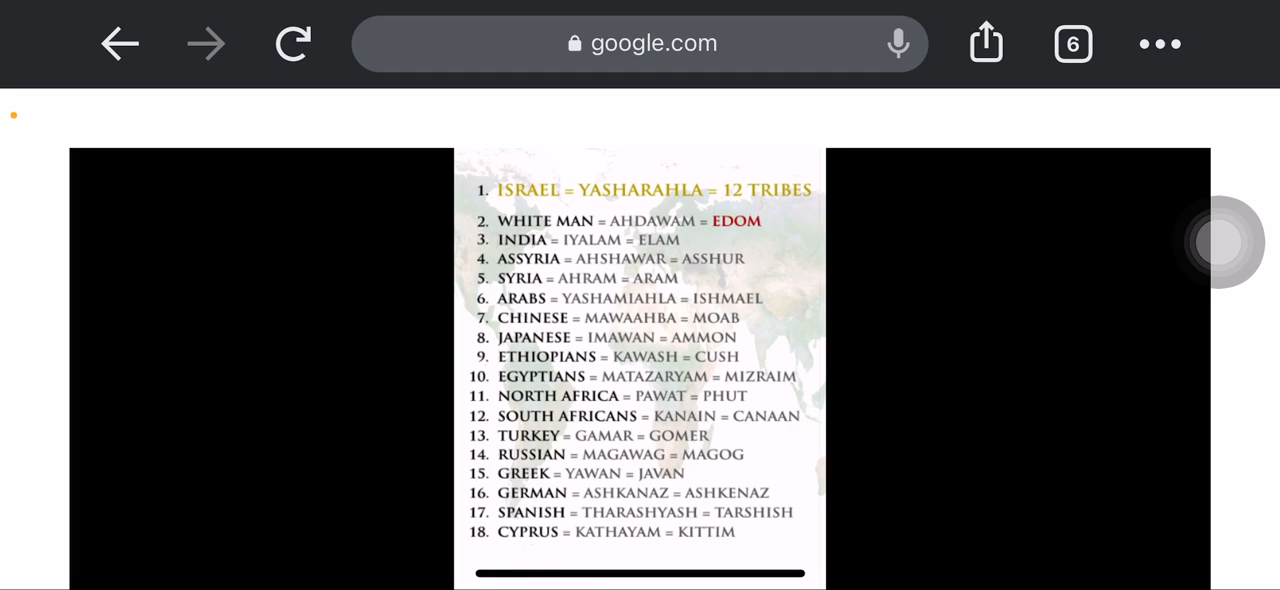 google.com
6
1. ISRAEL = YASHARAHLA = 12 TRIBES
2. WHITE MAN = AHDAWAM = EDOM
3. INDIA = IYALAM = ELAM
4. ASSYRIA = AHSHAWAR = ASSHUR
5. SYRIA = AHRAM = ARAM
6. ARABS = YASHAMIAHLA = ISHMAEL
7. CHINESE = MAWAAHBA = MOAB
8. JAPANESE = IMAWAN = AMMON
9. ETHIOPIANS = KAWASH = CUSH
10. EGYPTIANS = MATAZARYAM = MIZRAIM
11. NORTH AFRICA = PAWAT = PHUT
12. SOUTH AFRICANS = KANAIN = CANAAN
13. TURKEY = GAMAR = GOMER
14. RUSSIAN = MAGAWAG = MAGOG
15. GREEK = YAWAN = JAVAN
16. GERMAN = ASHKANAZ = ASHKENAZ
17. SPANISH = THARASHYASH = TARSHISH
18. CYPRUS = KATHAYAM = KITTIM